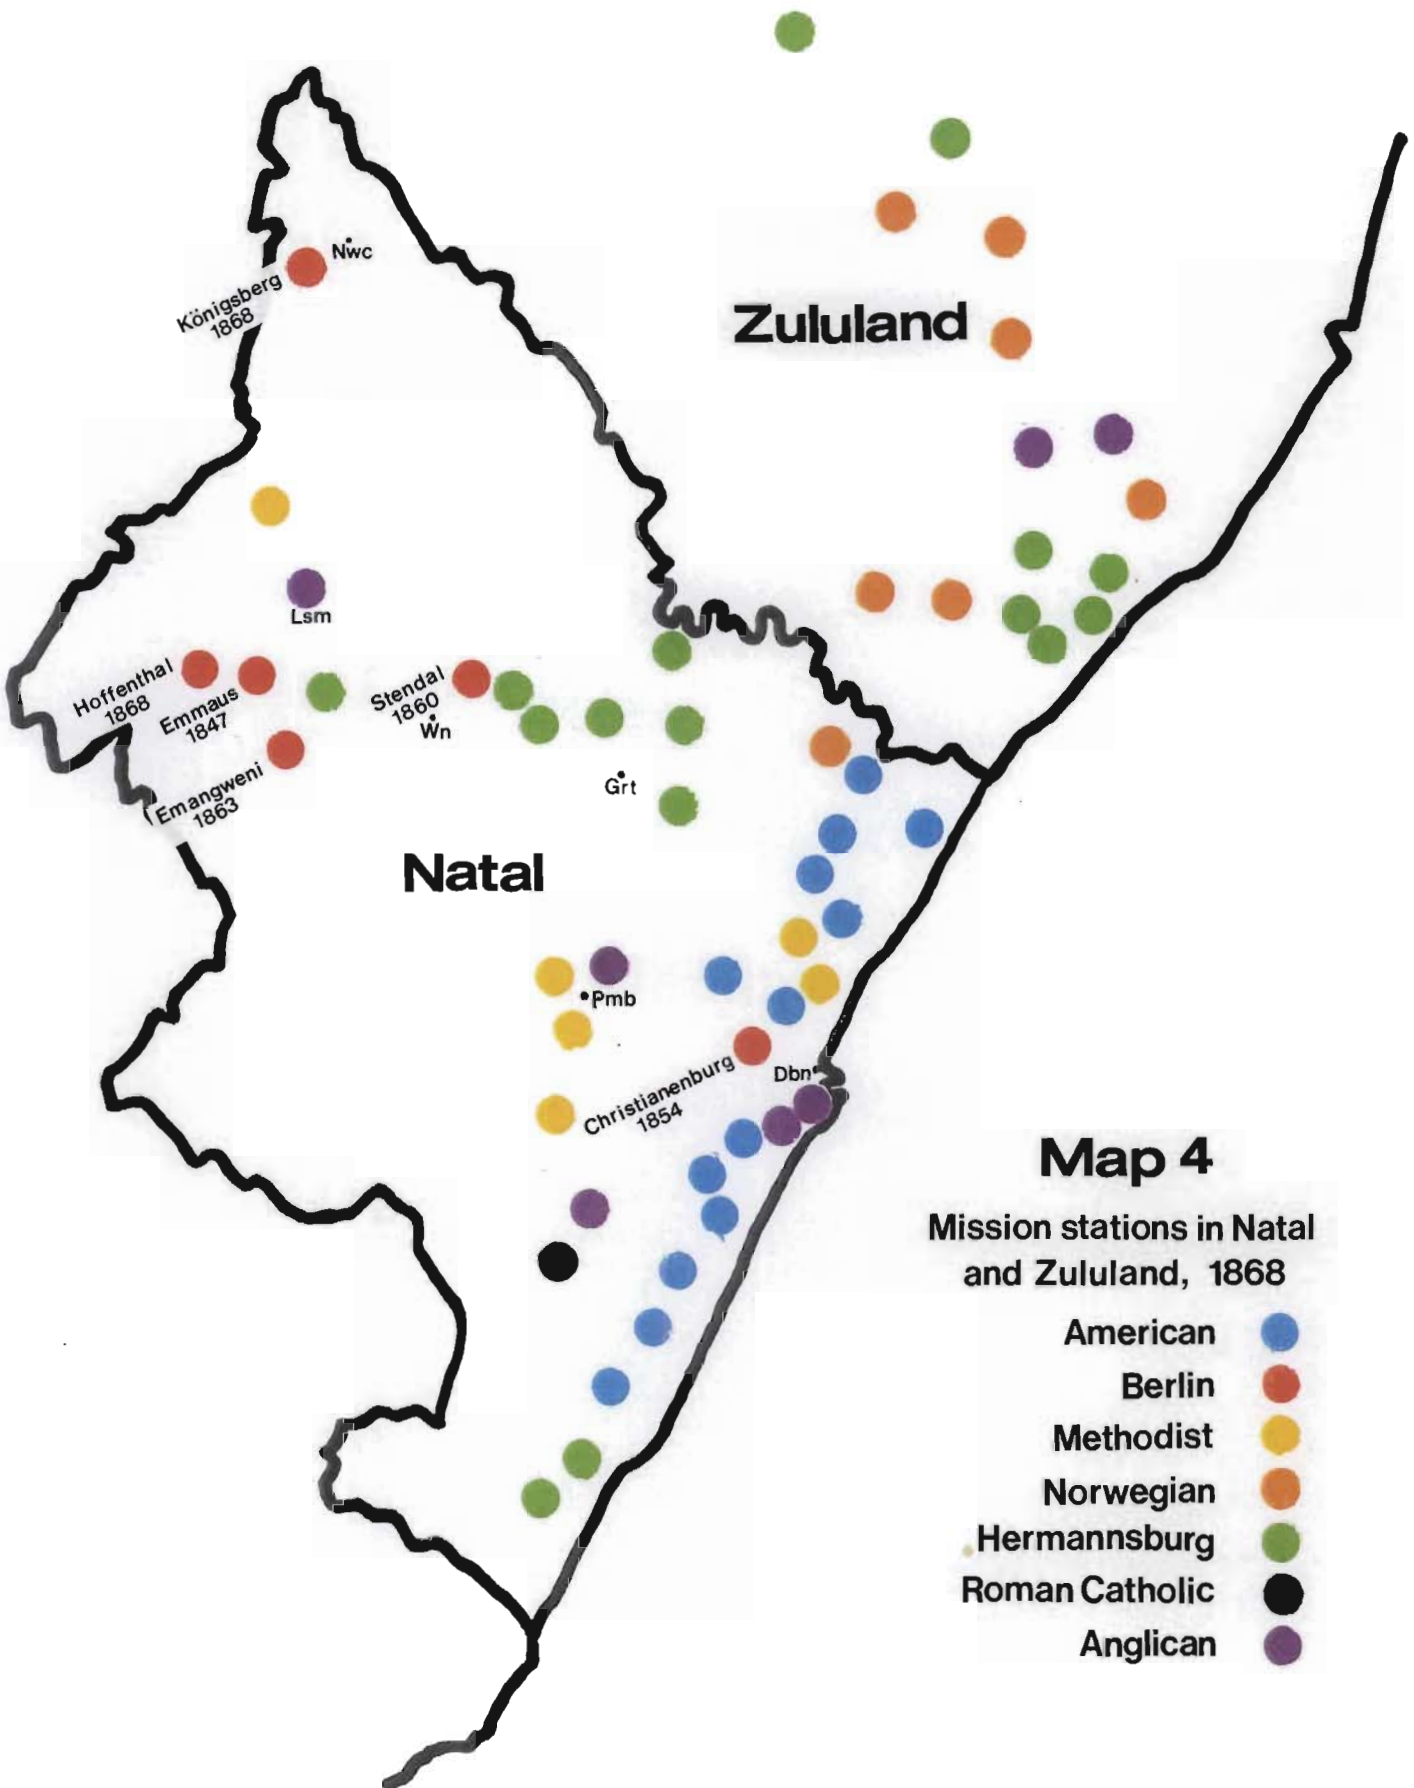 Nwc
Königsberg
1868
Zululand
Lsm
Hoffenthal
1868
Emmaus
1847
Stendal
1860
Wn
Emangweni
1863
Grt
Natal
Pmb
Christianenburg
1854
Dbn
Map 4
Mission stations in Natal
and Zululand, 1868
American
Berlin
Methodist
Norwegian
Hermannsburg
Roman Catholic
Anglican